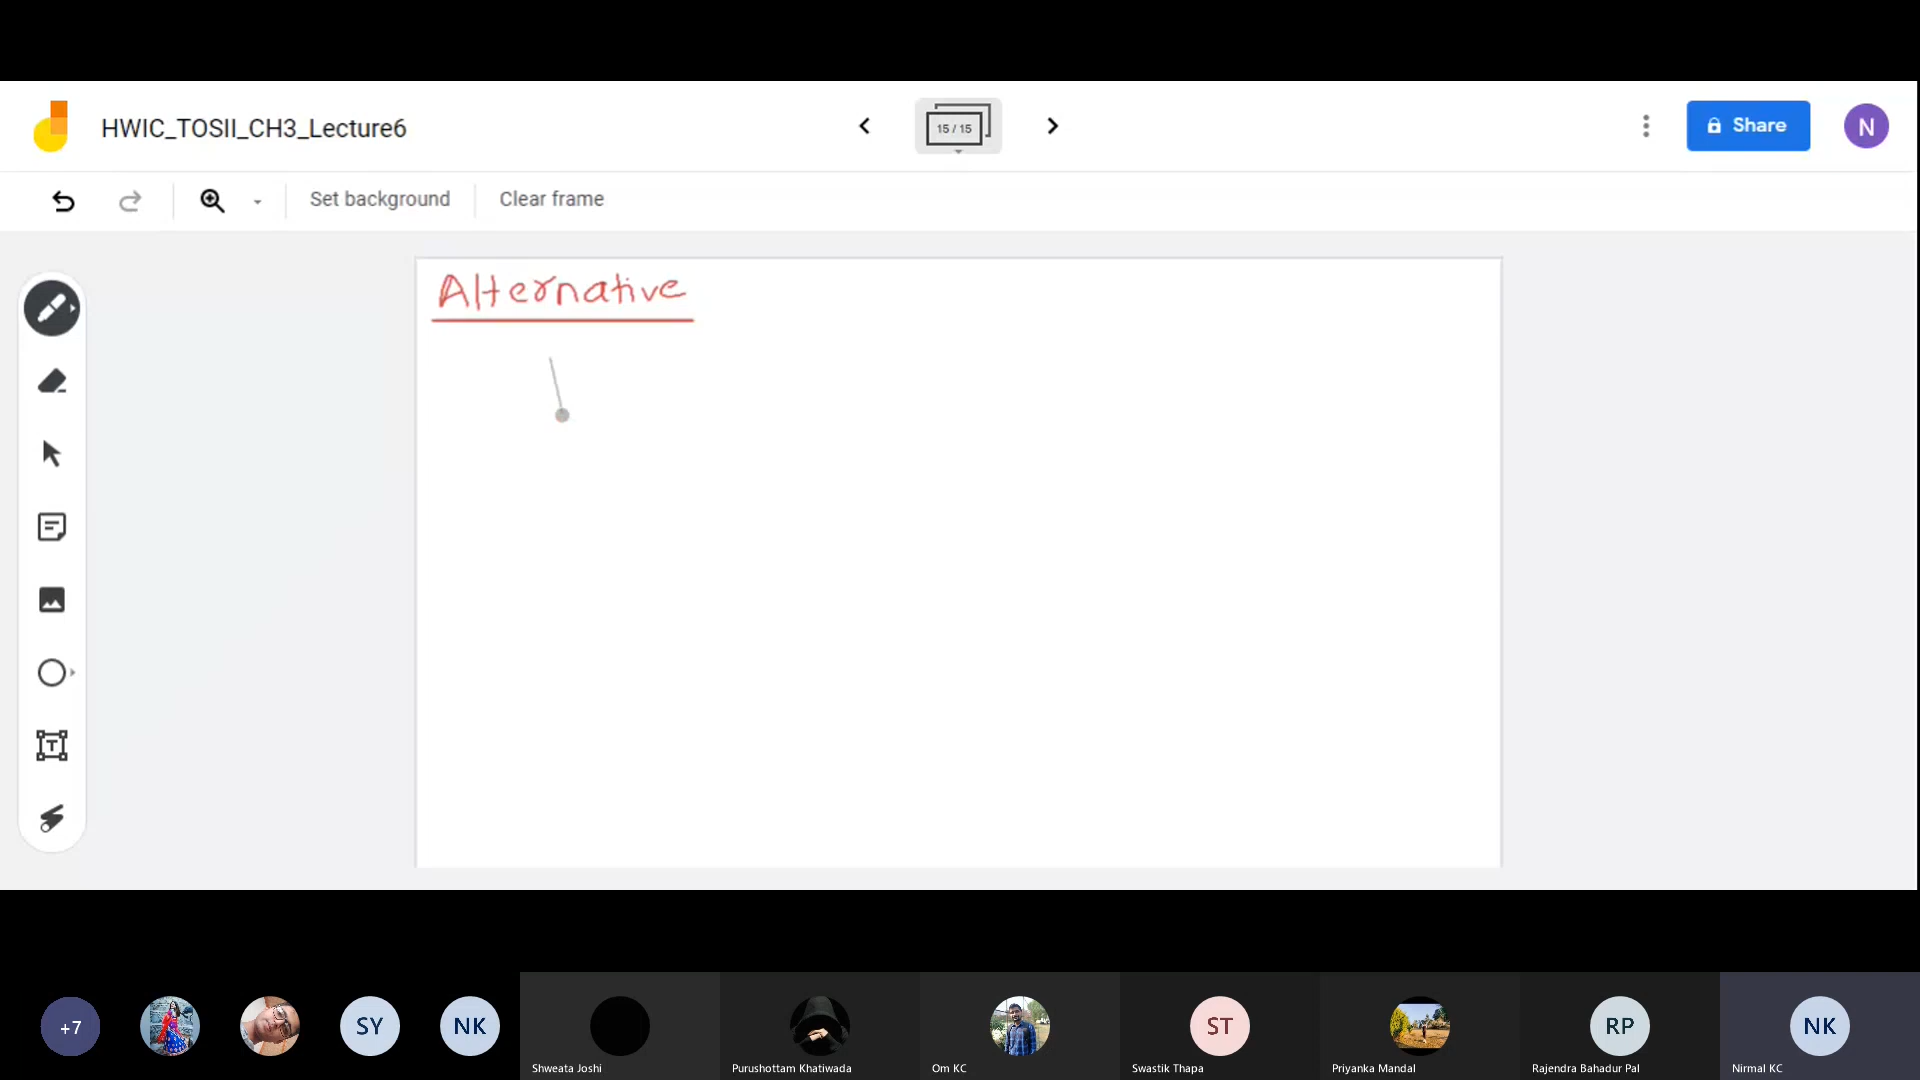 HWIC_TOSII_CH3_Lecture6
15 / 15
Share
N
Set background
Clear frame
Alternative
T
+7
SY
NK
ST
RP
NK
Shweata Joshi
Purushottam Khatiwada
Om KC
Swastik Thapa
Priyanka Mandal
Rajendra Bahadur Pal
Nirmal KC